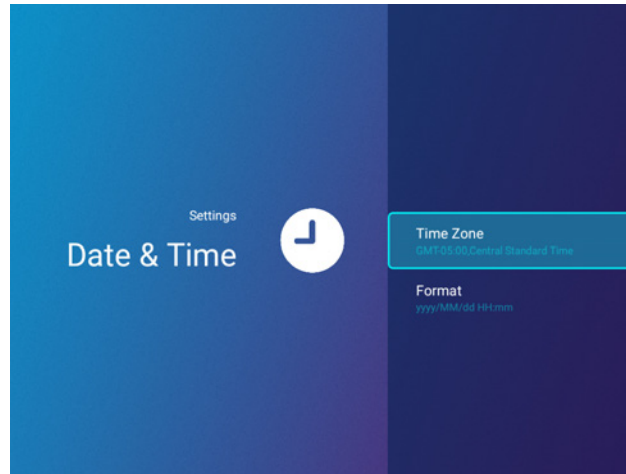 Settings
Date & Time
Time Zone
GMT-05:00,Central Standard Time
Format
yyyy/MM/dd HH:mm